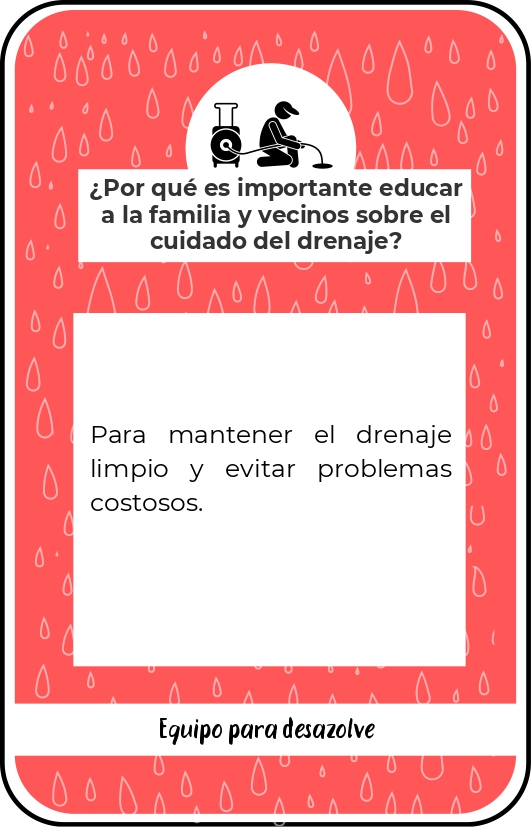 ¿Por qué es importante educar
a la familia y vecinos sobre el
cuidado del drenaje?
Para mantener el drenaje
limpio y evitar problemas
costosos.
Equipo para desazolve